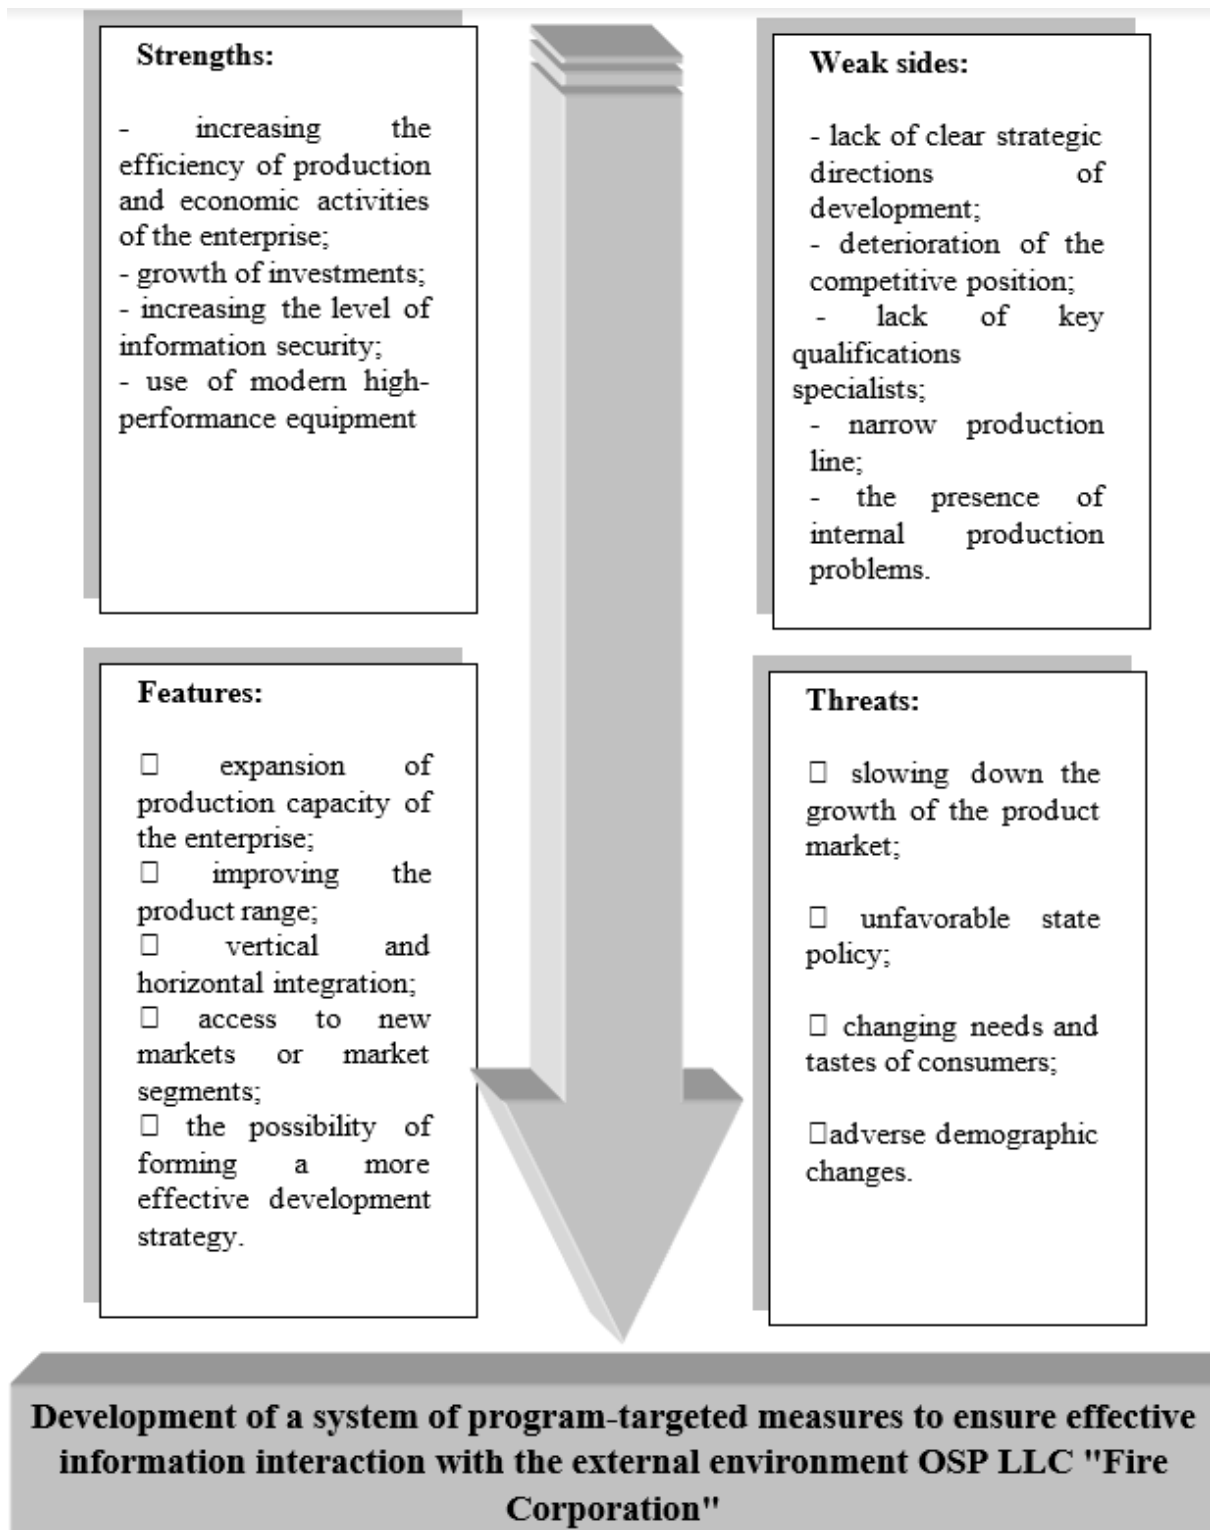 Strengths:
- increasing the
efficiency of production
and economic activities
of the enterprise;
- growth of investments;
- increasing the level of
information security;
- use of modern high-
performance equipment
Weak sides:
- lack of clear strategic
directions of
development;
- deterioration of the
competitive position;
- lack of key
qualifications
specialists;
- narrow production
line;
- the presence of
internal production
problems.
Features:
□ expansion of
production capacity of
the enterprise;
□ improving the
product range;
□ vertical and
horizontal integration;
□ access to new
markets or market
segments;
□ the possibility of
forming a more
effective development
strategy.
Threats:
□ slowing down the
growth of the product
market;
□ unfavorable state
policy;
□ changing needs and
tastes of consumers;
□adverse demographic
changes.
Development of a system of program-targeted measures to ensure effective
information interaction with the external environment OSP LLC "Fire
Corporation"